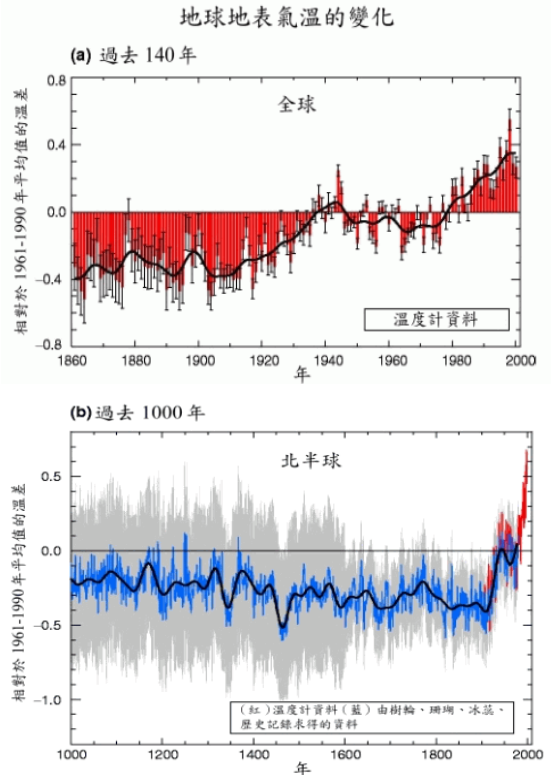 地球地表氣溫的變化
(a) 過去 140 年
相對於 1961-1990 年平均值的溫差
0.8
0.4
0.0
−0.4
−0.8
全球
溫度計資料
1860 1880 1900 1920 1940 1960 1980 2000
年
(b) 過去 1000 年
相對於 1961-1990 年平均值的溫差
0.5
0.0
−0.5
−1.0
北半球
(紅)溫度計資料(藍)由樹輪、珊瑚、冰蕊、
歷史記錄求得的資料
1000 1200 1400 1600 1800 2000
年